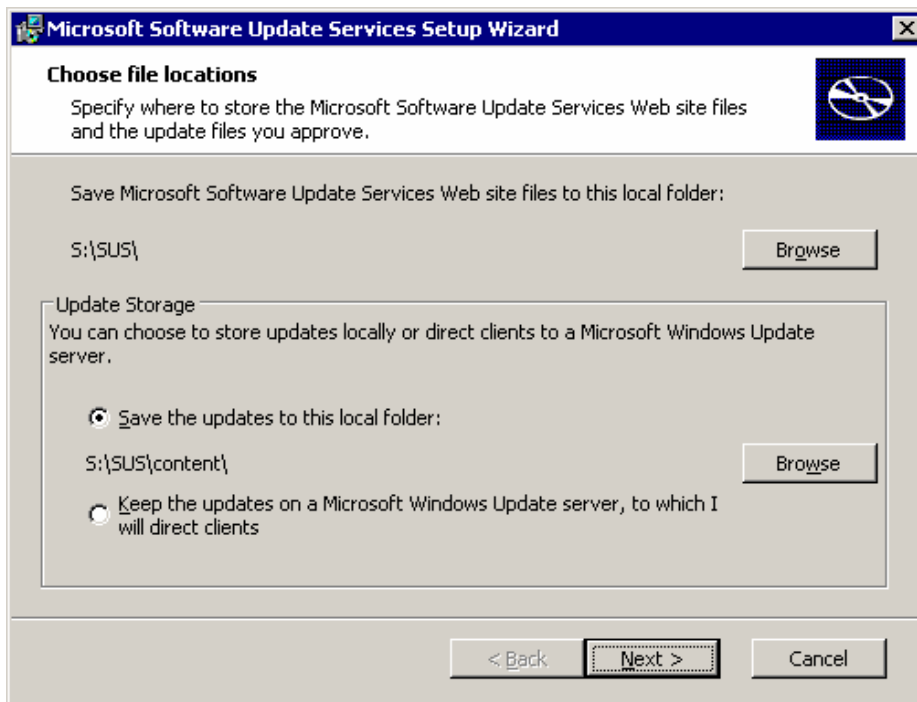 Microsoft Software Update Services Setup Wizard
Choose file locations
Specify where to store the Microsoft Software Update Services Web site files
and the update files you approve.
Save Microsoft Software Update Services Web site files to this local folder:
S:\SUS\
Browse
Update Storage
You can choose to store updates locally or direct clients to a Microsoft Windows Update
server.
Save the updates to this local folder:
S:\SUS\content\
Browse
Keep the updates on a Microsoft Windows Update server, to which I
will direct clients
< Back
Next >
Cancel